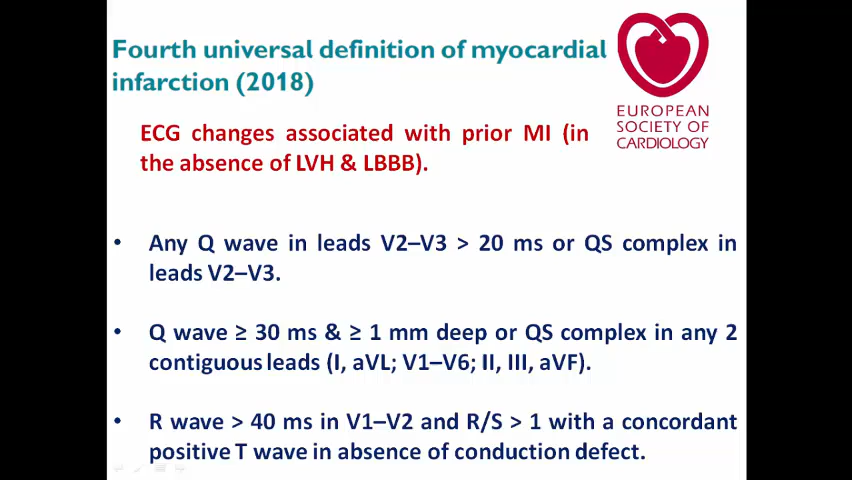 Fourth universal definition of myocardial
infarction (2018)
EUROPEAN
SOCIETY OF
CARDIOLOGY
ECG changes associated with prior MI (in
the absence of LVH & LBBB).
• Any Q wave in leads V2–V3 > 20 ms or QS complex in
leads V2–V3.
• Q wave ≥ 30 ms & ≥ 1 mm deep or QS complex in any 2
contiguous leads (I, aVL; V1–V6; II, III, aVF).
• R wave > 40 ms in V1–V2 and R/S > 1 with a concordant
positive T wave in absence of conduction defect.